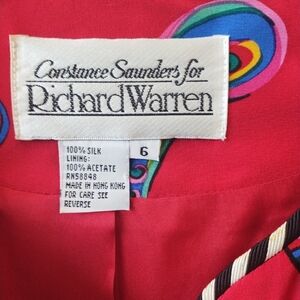 Constance Saunders for
Richard Warren
100% SILK
LINING:
100% ACETATE
RN58848
MADE IN HONG KONG
FOR CARE SEE
REVERSE
6